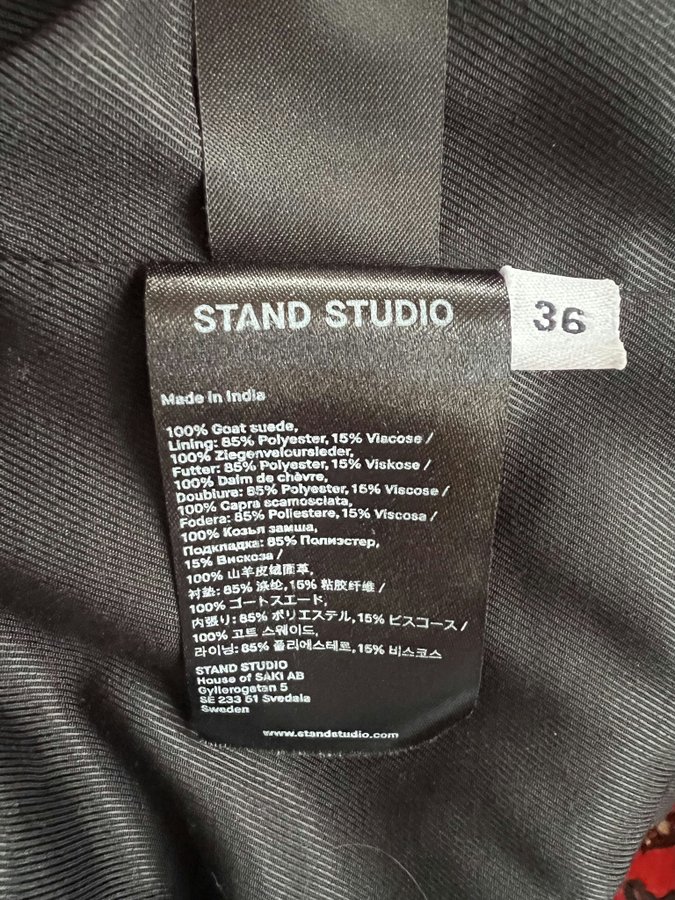 STAND STUDIO
36
Made in India
100% Goat suede,
Lining: 85% Polyester, 15% Viscose /
100% Ziegenveloursleder,
Futter: 85% Polyester, 15% Viskose /
100% Daim de chèvre,
Doublure: 85% Polyester, 15% Viscose /
100% Capra scamosciata,
Fodera: 85% Poliestere, 15% Viscosa /
100% Козья замша,
Подкладка: 85% Полиэстер,
15% Вискоза /
100% 山羊皮绒面革,
衬垫: 85% 涤纶, 15% 粘胶纤维 /
100% ゴートスエード,
内張り: 85% ポリエステル, 15% ビスコース /
100% 고트 스웨이드,
라이닝: 85% 폴리에스테르, 15% 비스코스
STAND STUDIO
House of SAKI AB
Gyllerogatan 5
SE 233 51 Svedala
Sweden
www.standstudio.com